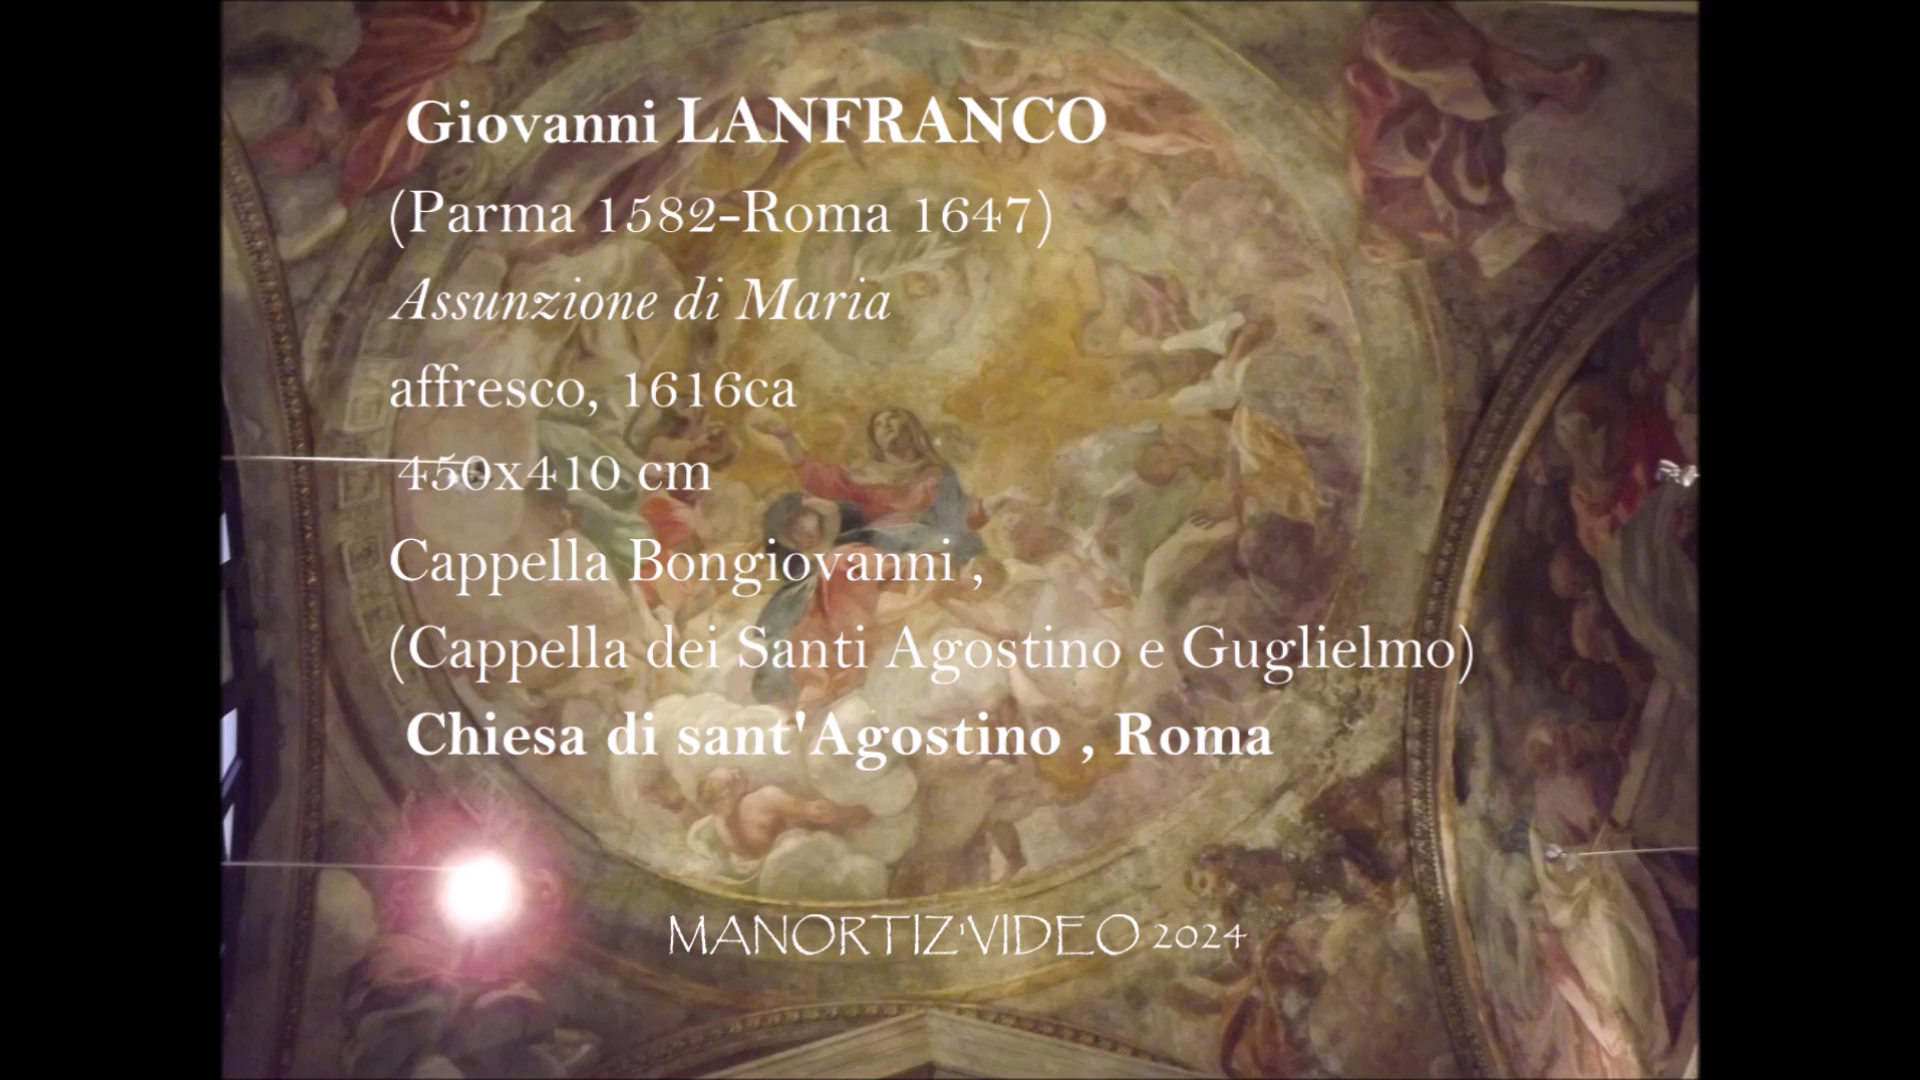 Giovanni LANFRANCO
(Parma 1582-Roma 1647)
Assunzione di Maria
affresco, 1616ca
450x410 cm
Cappella Bongiovanni ,
(Cappella dei Santi Agostino e Guglielmo)
Chiesa di sant'Agostino , Roma
MANORTIZ'VIDEO 2024